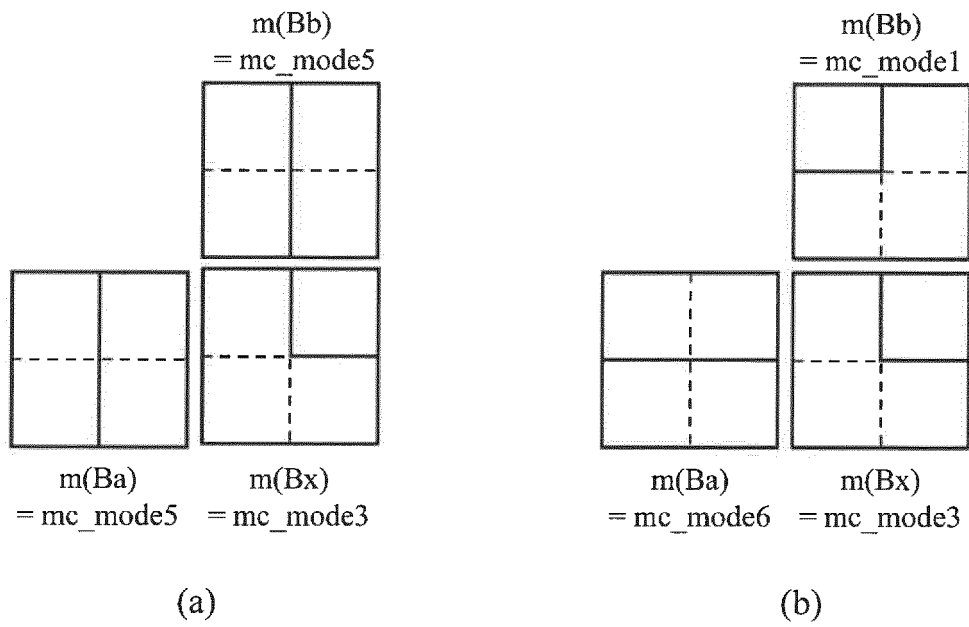 m(Bb)
= mc_mode5
m(Ba)
= mc_mode5
m(Bx)
= mc_mode3
(a)
m(Bb)
= mc_mode1
m(Ba)
= mc_mode6
m(Bx)
= mc_mode3
(b)